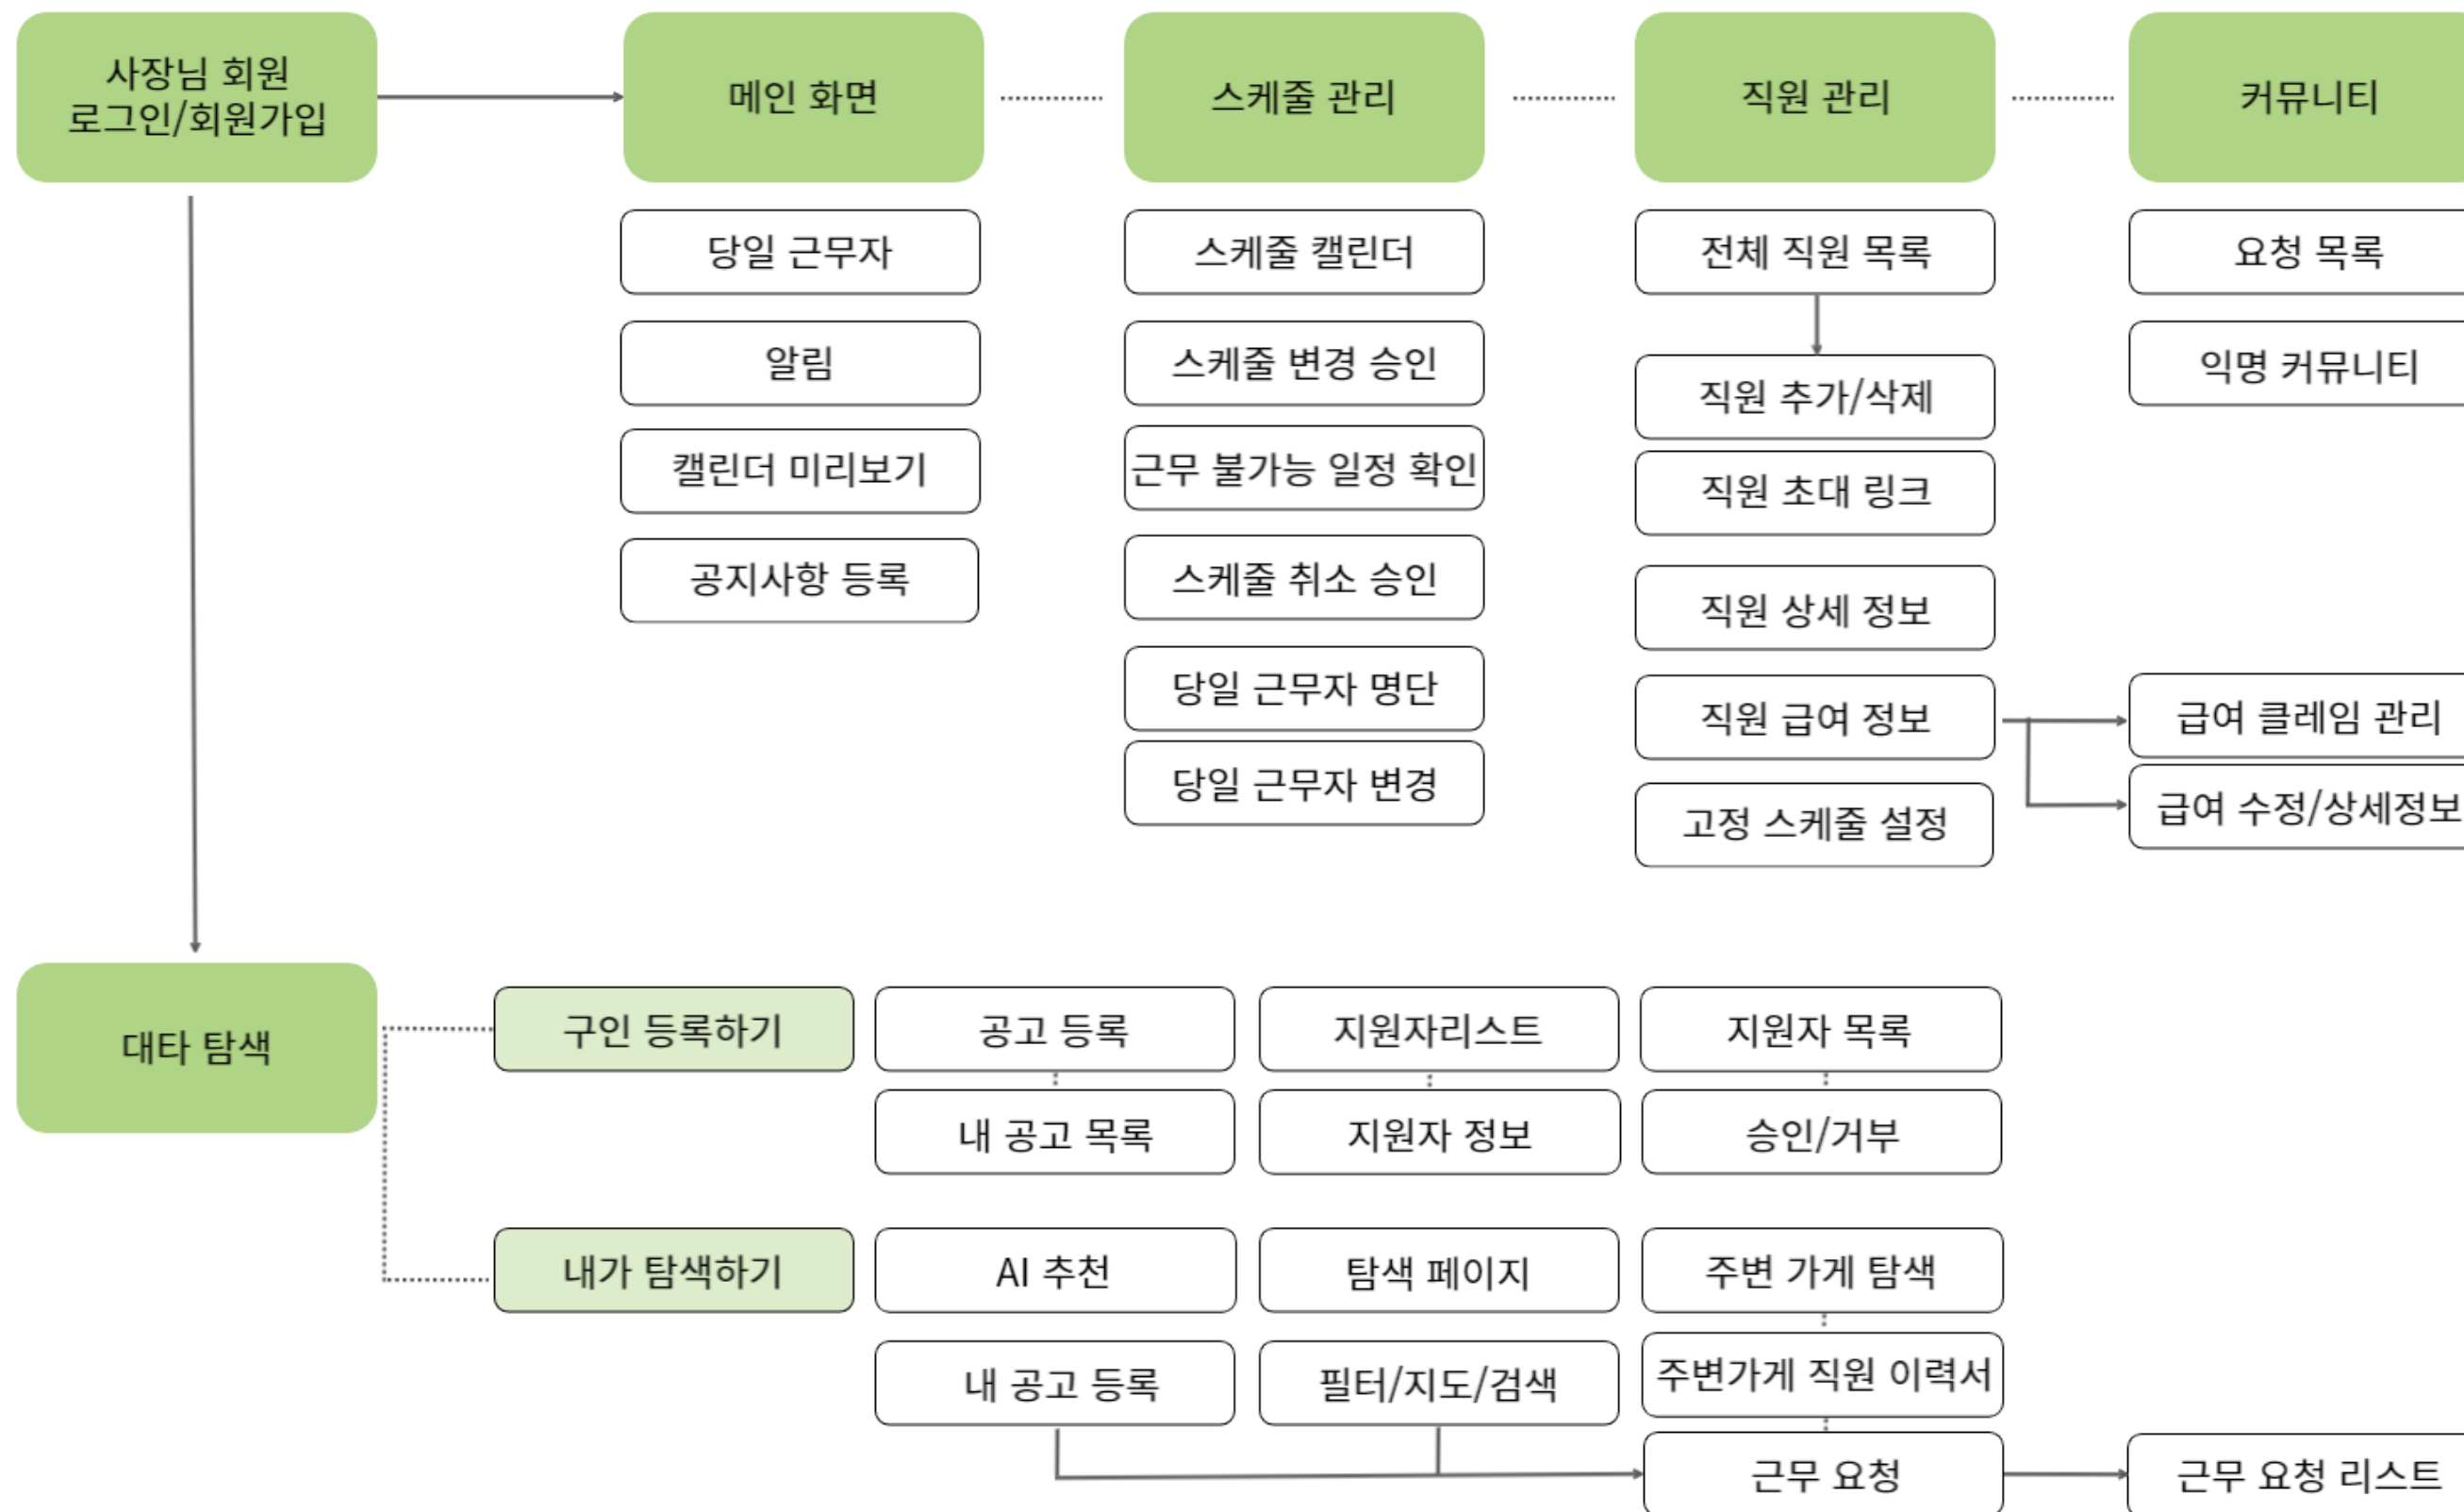 사장님 회원
로그인/회원가입
메인 화면
스케줄 관리
직원 관리
커뮤니티
당일 근무자
알림
캘린더 미리보기
공지사항 등록
스케줄 캘린더
스케줄 변경 승인
근무 불가능 일정 확인
스케줄 취소 승인
당일 근무자 명단
당일 근무자 변경
전체 직원 목록
직원 추가/삭제
직원 초대 링크
직원 상세 정보
직원 급여 정보
고정 스케줄 설정
요청 목록
익명 커뮤니티
급여 클레임 관리
급여 수정/상세정보
대타 탐색
구인 등록하기
공고 등록
지원자리스트
지원자 목록
내 공고 목록
지원자 정보
승인/거부
내가 탐색하기
AI 추천
탐색 페이지
주변 가게 탐색
내 공고 등록
필터/지도/검색
주변가게 직원 이력서
근무 요청
근무 요청 리스트